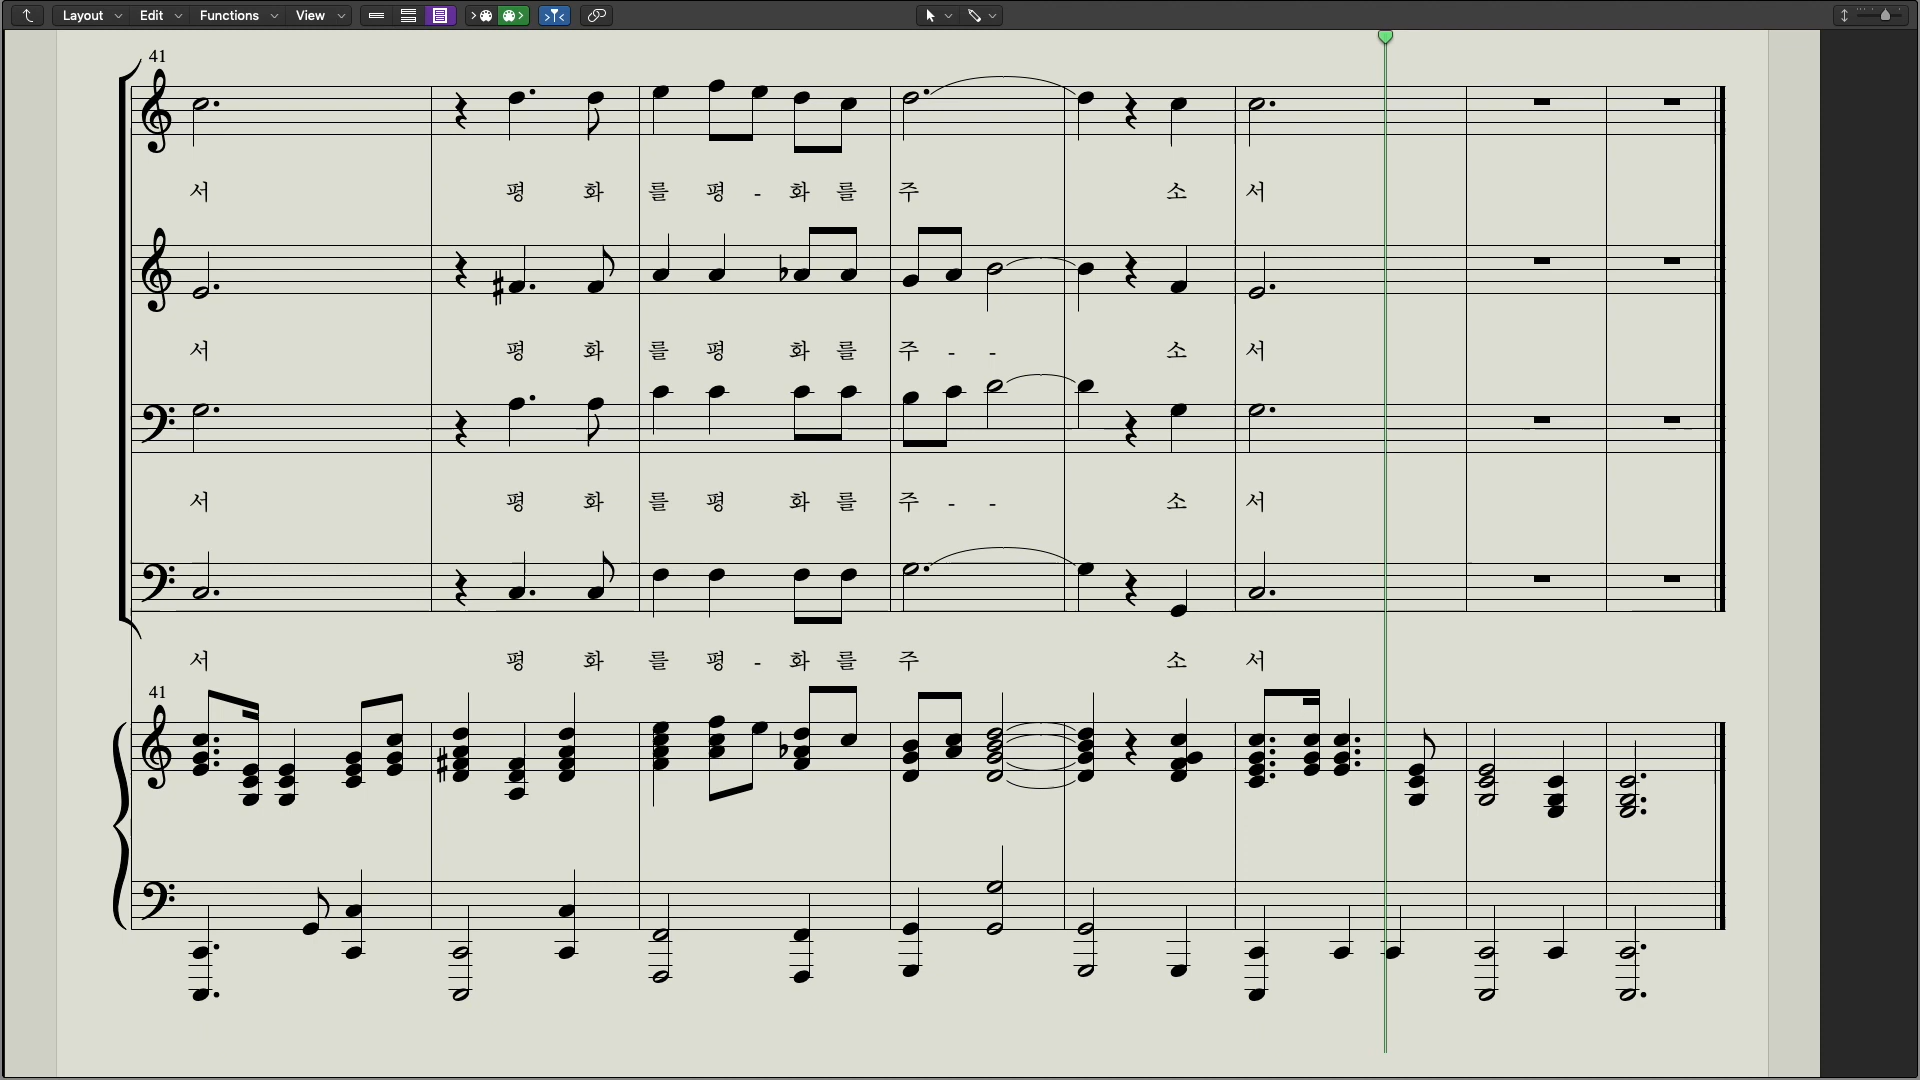 Layout Edit Functions View
41
서 평 화 를 평 - 화 를 주 소 서
서 평 화 를 평 화 를 주 - - 소 서
서 평 화 를 평 화 를 주 - - 소 서
서 평 화 를 평 - 화 를 주 소 서
41